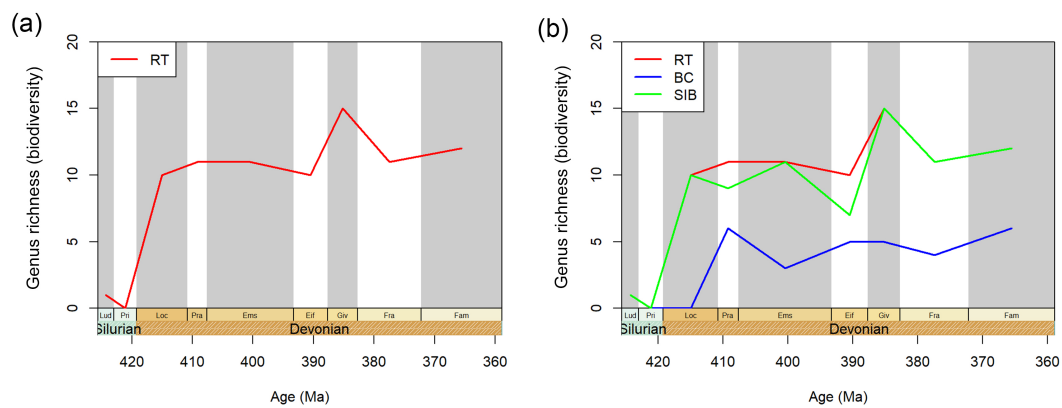 (a)
20
RT
15
10
5
0
Genus richness (biodiversity)
Lud Pri Loc Pra Ems Eif Giv Fra Fam
Silurian Devonian
420 410 400 390 380 370 360
Age (Ma)
(b)
20
RT
BC
SIB
15
10
5
0
Genus richness (biodiversity)
Lud Pri Loc Pra Ems Eif Giv Fra Fam
Silurian Devonian
420 410 400 390 380 370 360
Age (Ma)